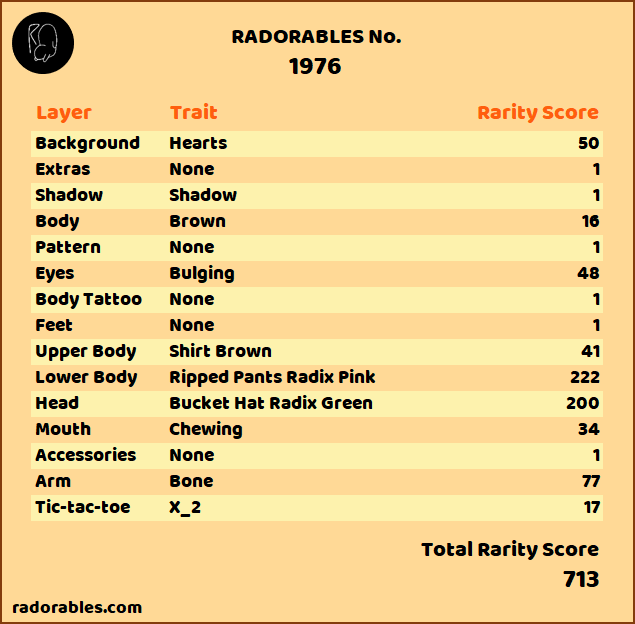 RADORABLES No.
1976
Layer Trait Rarity Score
Background Hearts 50
Extras None 1
Shadow Shadow 1
Body Brown 16
Pattern None 1
Eyes Bulging 48
Body Tattoo None 1
Feet None 1
Upper Body Shirt Brown 41
Lower Body Ripped Pants Radix Pink 222
Head Bucket Hat Radix Green 200
Mouth Chewing 34
Accessories None 1
Arm Bone 77
Tic-tac-toe X_2 17
Total Rarity Score
713
radorables.com